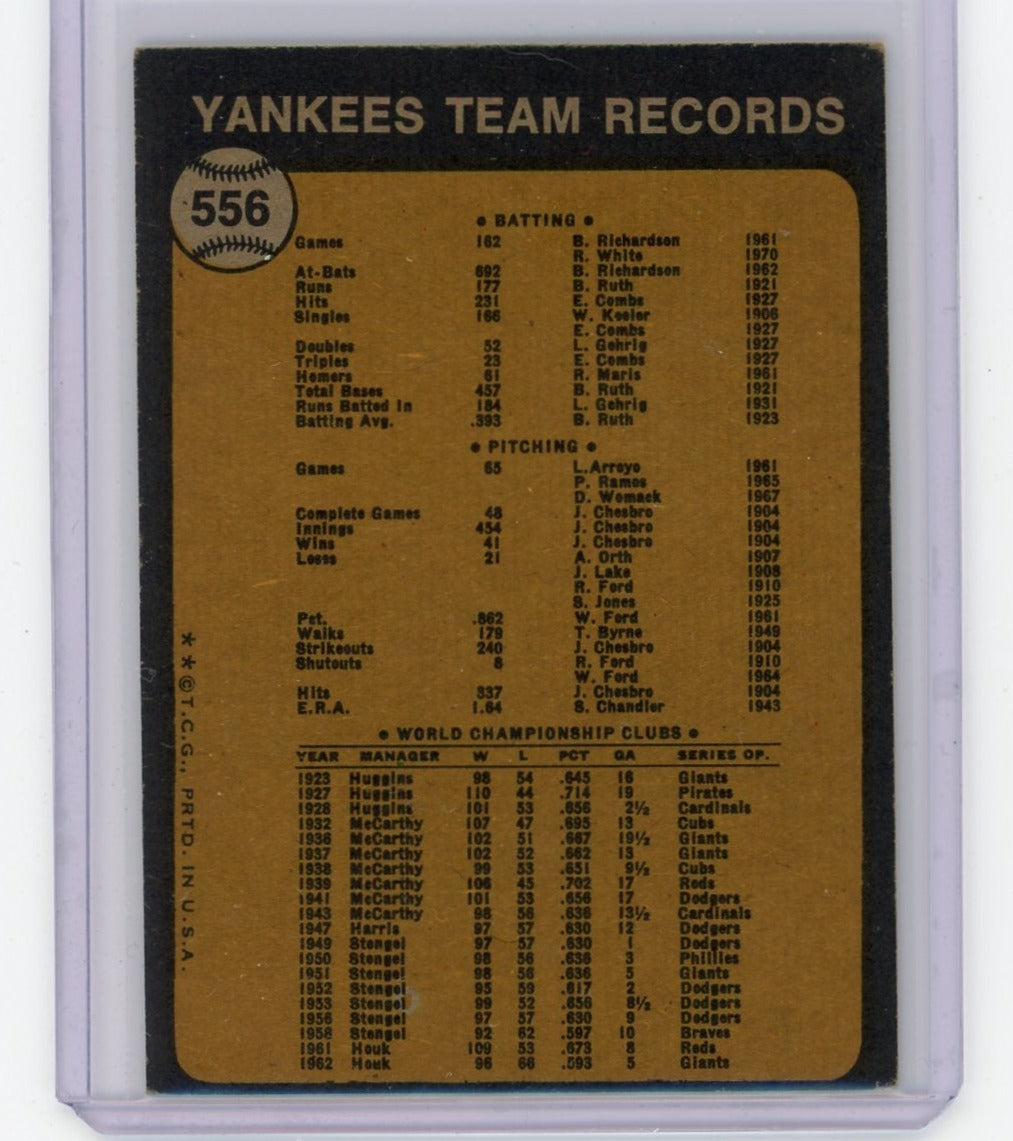 YANKEES TEAM RECORDS
556
• BATTING •
Games 162 B. Richardson 1961
R. White 1970
At-Bats 692 B. Richardson 1962
Runs 177 B. Ruth 1921
Hits 231 E. Combs 1927
Singles 166 W. Keeler 1906
E. Combs 1927
Doubles 52 L. Gehrig 1927
Triples 23 E. Combs 1927
Homers 61 R. Maris 1961
Total Bases 457 B. Ruth 1921
Runs Batted In 184 L. Gehrig 1931
Batting Avg. .393 B. Ruth 1923
• PITCHING •
Games 65 L. Arroyo 1961
P. Ramos 1965
D. Womack 1967
Complete Games 48 J. Chesbro 1904
Innings 454 J. Chesbro 1904
Wins 41 J. Chesbro 1904
Losses 21 A. Orth 1907
J. Lake 1908
R. Ford 1910
S. Jones 1925
Pct. .862 W. Ford 1961
Walks 179 T. Byrne 1949
Strikeouts 240 J. Chesbro 1904
Shutouts 8 R. Ford 1910
W. Ford 1964
Hits 337 J. Chesbro 1904
E.R.A. 1.64 S. Chandler 1943
• WORLD CHAMPIONSHIP CLUBS •
YEAR MANAGER W L PCT GA SERIES OP.
1923 Huggins 98 54 .645 16 Giants
1927 Huggins 110 44 .714 19 Pirates
1928 Huggins 101 53 .656 2½ Cardinals
1932 McCarthy 107 47 .695 13 Cubs
1936 McCarthy 102 51 .667 19½ Giants
1937 McCarthy 102 52 .662 13 Giants
1938 McCarthy 99 53 .651 9½ Cubs
1939 McCarthy 106 45 .702 17 Reds
1941 McCarthy 101 53 .656 17 Dodgers
1943 McCarthy 98 56 .636 13½ Cardinals
1947 Harris 97 57 .630 12 Dodgers
1949 Stengel 97 57 .630 1 Dodgers
1950 Stengel 98 56 .636 3 Phillies
1951 Stengel 98 56 .636 5 Giants
1952 Stengel 95 59 .617 2 Dodgers
1953 Stengel 99 52 .656 8½ Dodgers
1956 Stengel 97 57 .630 9 Dodgers
1958 Stengel 92 62 .597 10 Braves
1961 Houk 109 53 .673 8 Reds
1962 Houk 96 66 .593 5 Giants
**©T.C.G., PRTD. IN U.S.A.